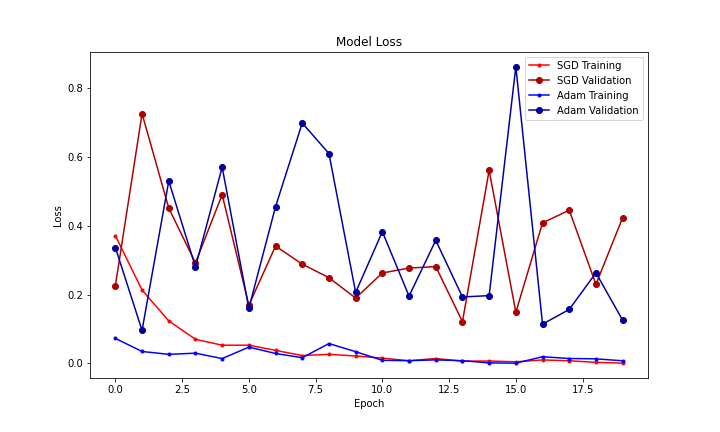 Model Loss
SGD Training
SGD Validation
Adam Training
Adam Validation
Loss
0.8
0.6
0.4
0.2
0.0
0.0 2.5 5.0 7.5 10.0 12.5 15.0 17.5
Epoch